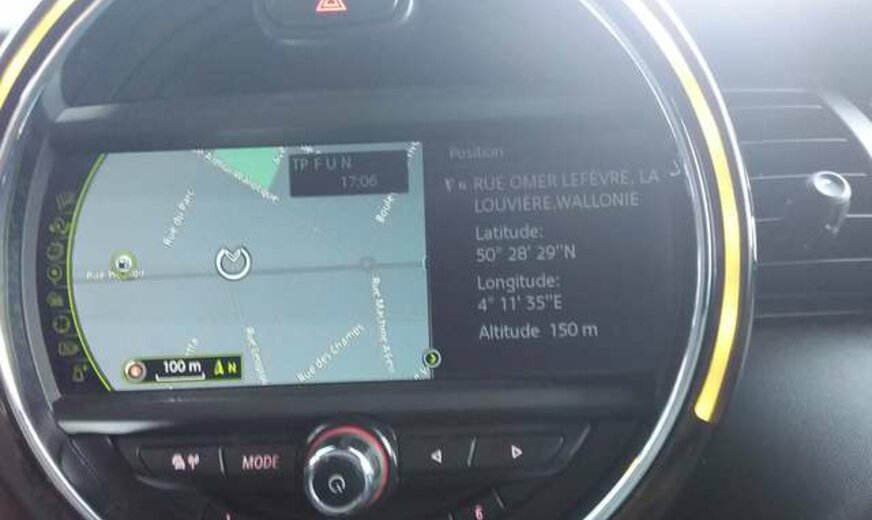 TP F U N
17:06
Rue du Parc
Rue des Champs
100 m
N
Position
RUE OMER LEFEVRE, LA
LOUVIERE,WALLONIE
Latitude:
50° 28' 29"N
Longitude:
4° 11' 35"E
Altitude 150 m
MODE
6